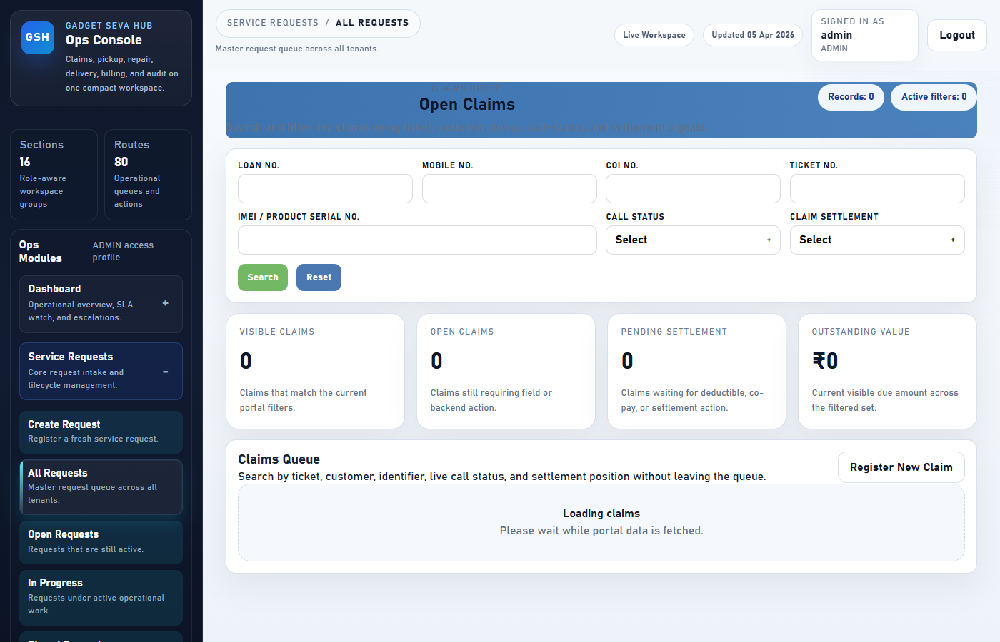 GSH
GADGET SEVA HUB
Ops Console
Claims, pickup, repair,
delivery, billing, and audit on
one compact workspace.
Sections
16
Role-aware
workspace
groups
Routes
80
Operational
queues and
actions
Ops
Modules
ADMIN access
profile
Dashboard
Operational overview, SLA
watch, and escalations.
+
Service Requests
Core request intake and
lifecycle management.
-
Create Request
Register a fresh service request.
All Requests
Master request queue across all
tenants.
Open Requests
Requests that are still active.
In Progress
Requests under active operational
work.
SERVICE REQUESTS / ALL REQUESTS
Master request queue across all tenants.
Live Workspace
Updated 05 Apr 2026
SIGNED IN AS
admin
ADMIN
Logout
CLAIMS QUEUE
Open Claims
Search and filter live claims using ticket, customer, device, call status, and settlement signals.
Records: 0
Active filters: 0
LOAN NO.
MOBILE NO.
COI NO.
TICKET NO.
IMEI / PRODUCT SERIAL NO.
CALL STATUS
CLAIM SETTLEMENT
Select +
Select +
Search
Reset
VISIBLE CLAIMS
0
Claims that match the current
portal filters.
OPEN CLAIMS
0
Claims still requiring field or
backend action.
PENDING SETTLEMENT
0
Claims waiting for deductible, co-
pay, or settlement action.
OUTSTANDING VALUE
₹0
Current visible due amount across
the filtered set.
Claims Queue
Search by ticket, customer, identifier, live call status, and settlement position without leaving the queue.
Register New Claim
Loading claims
Please wait while portal data is fetched.